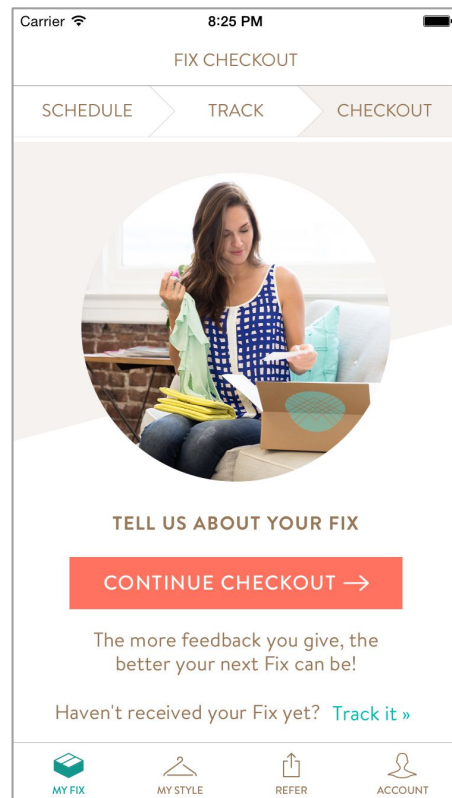 Carrier 8:25 PM
FIX CHECKOUT
SCHEDULE TRACK CHECKOUT
TELL US ABOUT YOUR FIX
CONTINUE CHECKOUT →
The more feedback you give, the
better your next Fix can be!
Haven't received your Fix yet? Track it »
MY FIX MY STYLE REFER ACCOUNT